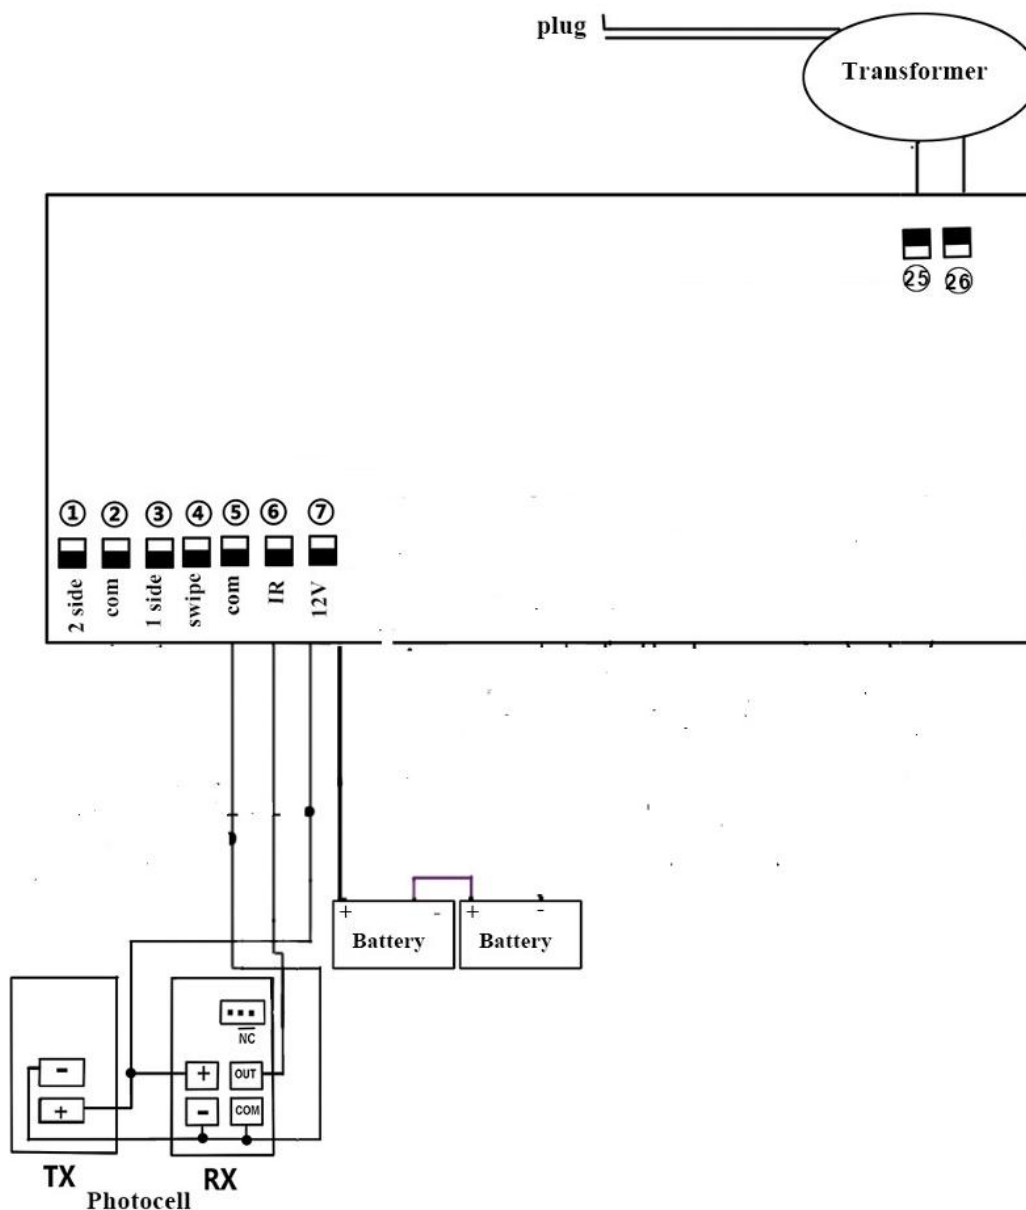 plug
Transformer
25 26
1 2 3 4 5 6 7
2 side com 1 side swipe com IR 12V
+ - + -
Battery Battery
NC
- + OUT
+ - COM
TX RX
Photocell